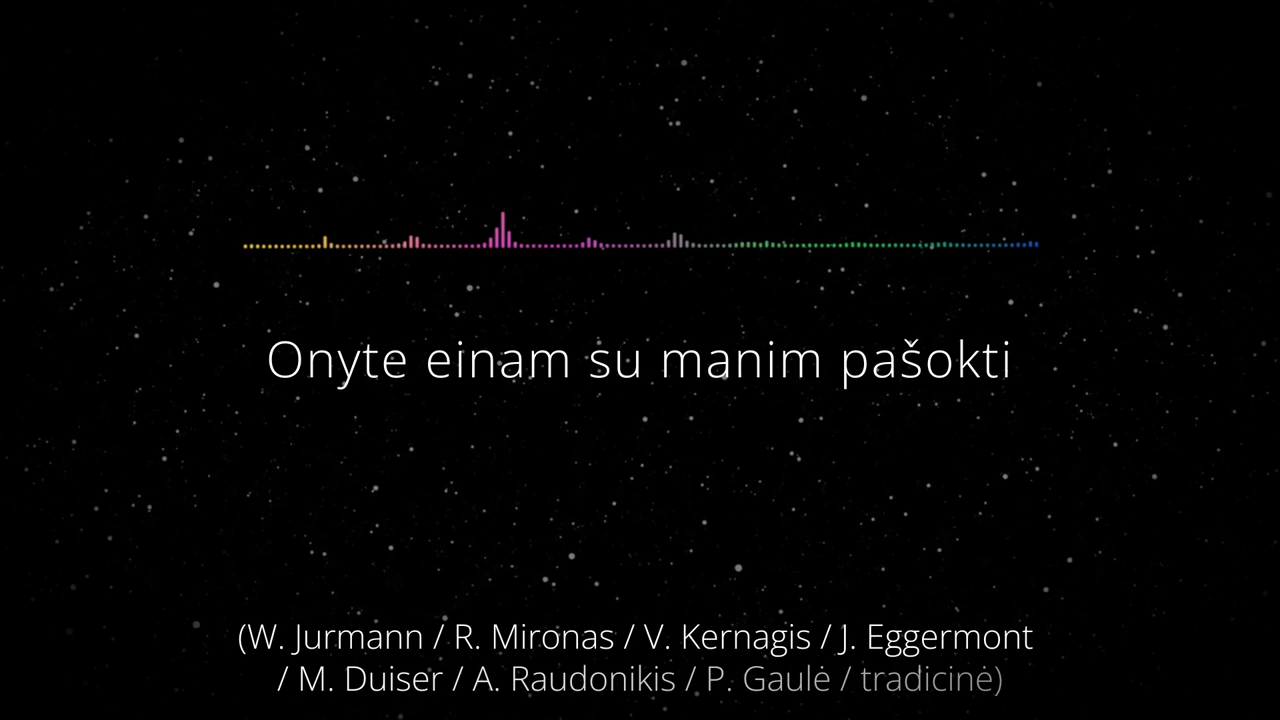 Onyte einam su manim pašokti
(W. Jurmann / R. Mironas / V. Kernagis / J. Eggermont
/ M. Duiser / A. Raudonikis / P. Gaulė / tradicinė)